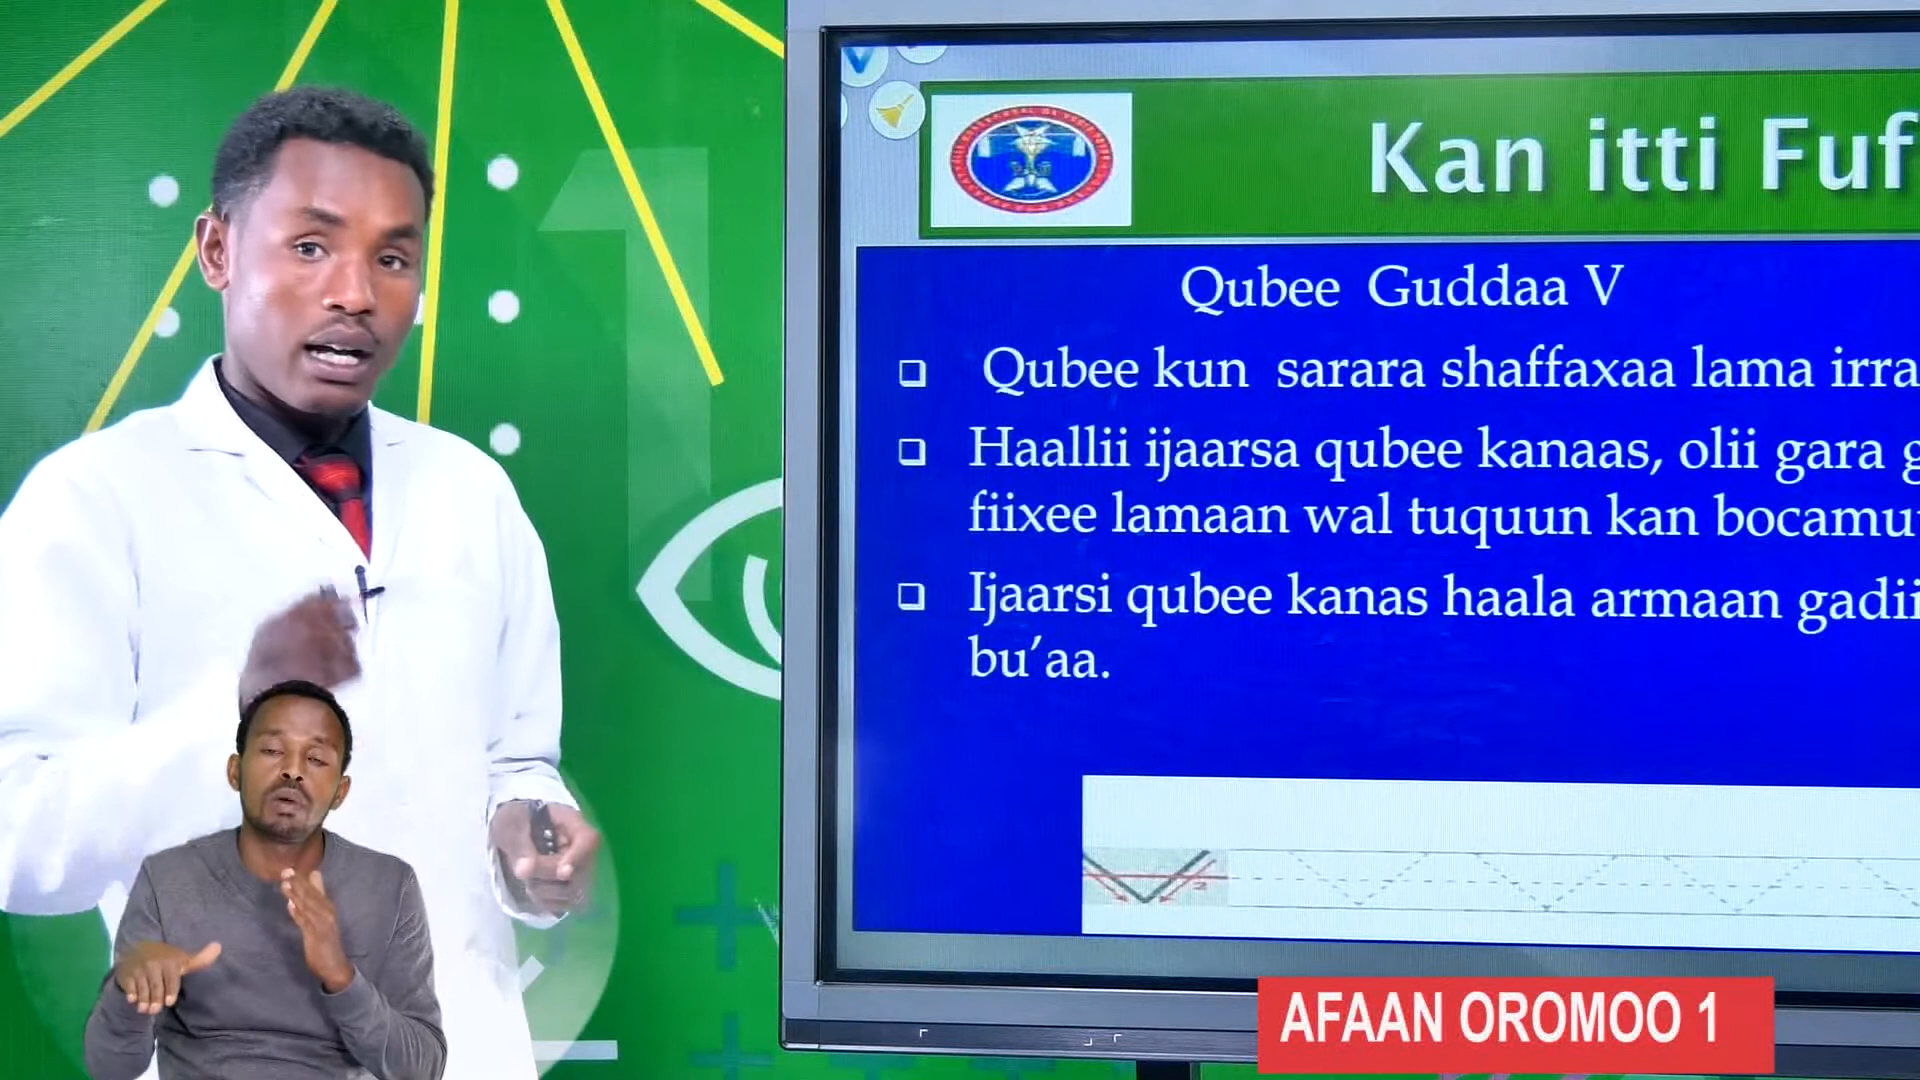 Kan itti Fuf
Qubee Guddaa V
Qubee kun sarara shaffaxaa lama irra
Haallii ijaarsa qubee kanaas, olii gara g
fiixee lamaan wal tuquun kan bocamu
Ijaarsi qubee kanas haala armaan gadii
bu’aa.
2
AFAAN OROMOO 1